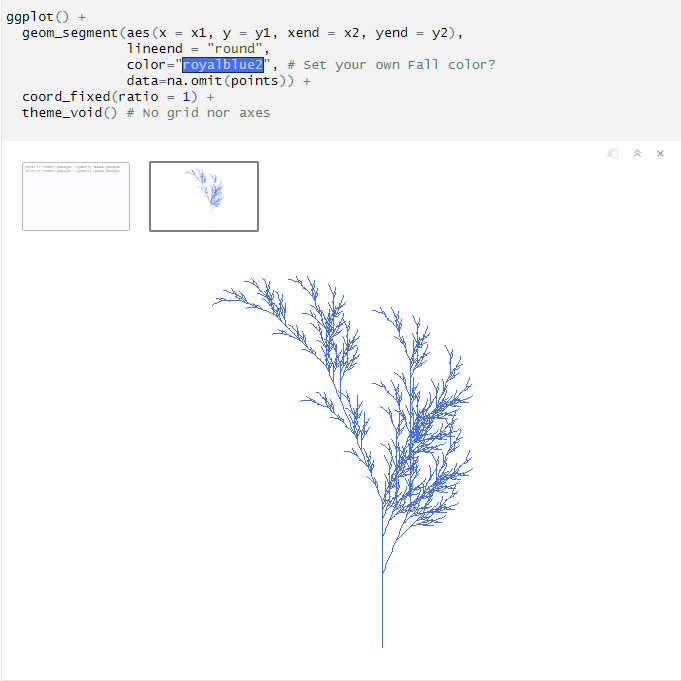 ggplot() +
  geom_segment(aes(x = x1, y = y1, xend = x2, yend = y2),
               lineend = "round",
               color="royalblue2", # Set your own Fall color?
               data=na.omit(points)) +
  coord_fixed(ratio = 1) +
  theme_void() # No grid nor axes